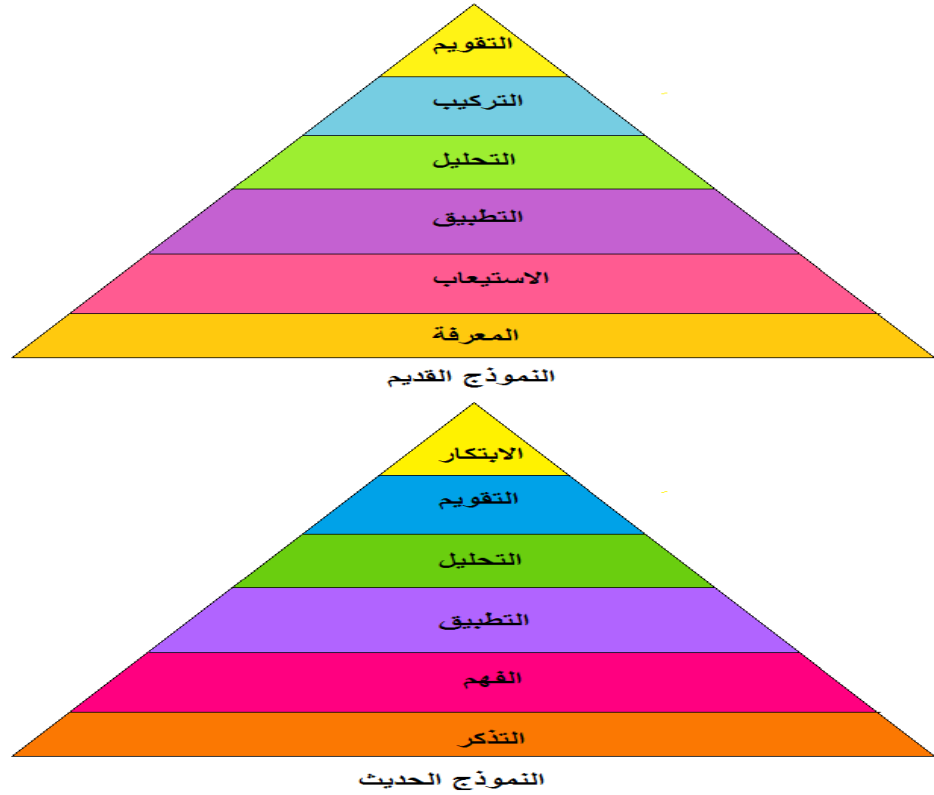 التقويم
التركيب
التحليل
التطبيق
الاستيعاب
المعرفة
النموذج القديم
الابتكار
التقويم
التحليل
التطبيق
الفهم
التذكر
النموذج الحديث